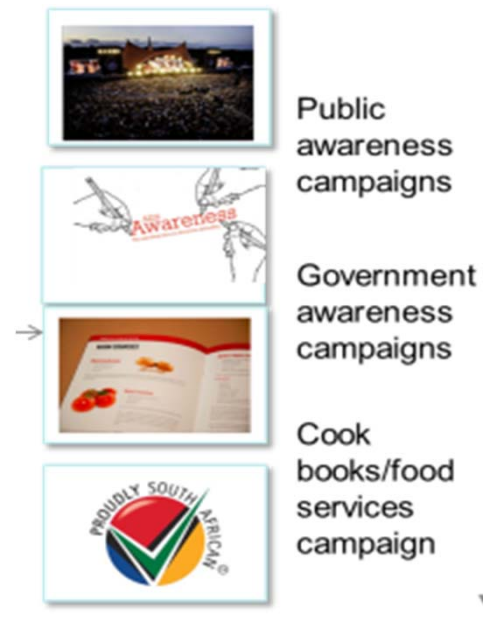 Public
awareness
campaigns
Awareness
Government
awareness
campaigns
Cook
books/food
services
campaign
PROUDLY SOUTH AFRICAN